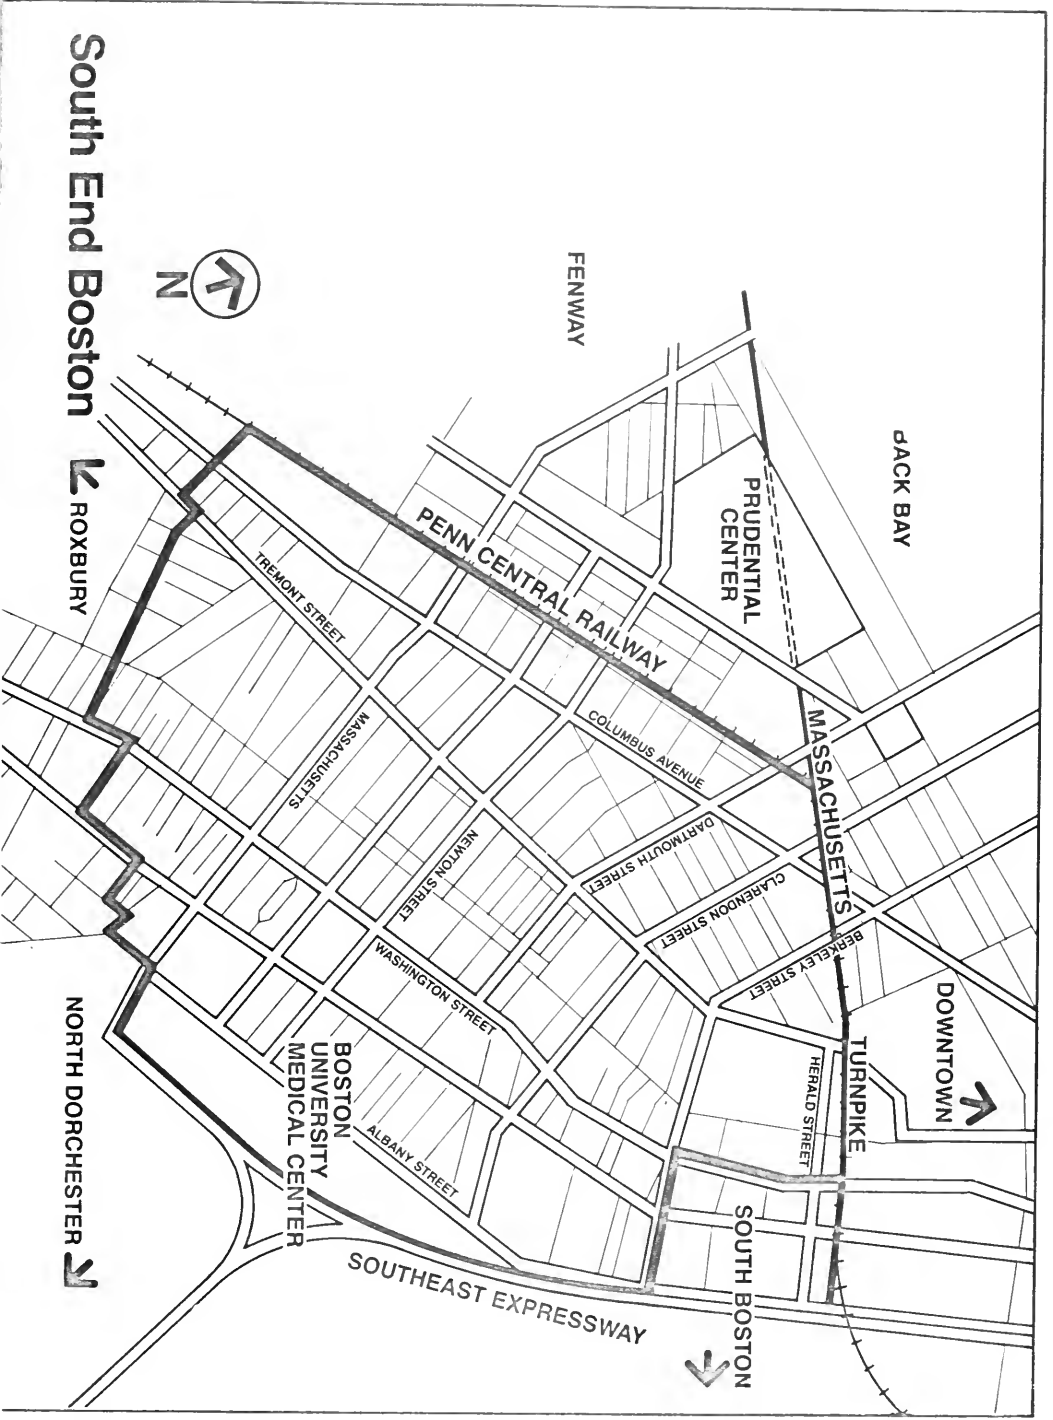 BACK BAY
DOWNTOWN
MASSACHUSETTS
TURNPIKE
PRUDENTIAL
CENTER
HERALD STREET
BERKELEY STREET
CLARENDON STREET
DARTMOUTH STREET
COLUMBUS AVENUE
SOUTH BOSTON
FENWAY
PENN CENTRAL RAILWAY
NEWTON STREET
WASHINGTON STREET
MASSACHUSETTS
TREMONT STREET
BOSTON
UNIVERSITY
MEDICAL CENTER
ALBANY STREET
SOUTHEAST EXPRESSWAY
N
ROXBURY
NORTH DORCHESTER
South End Boston